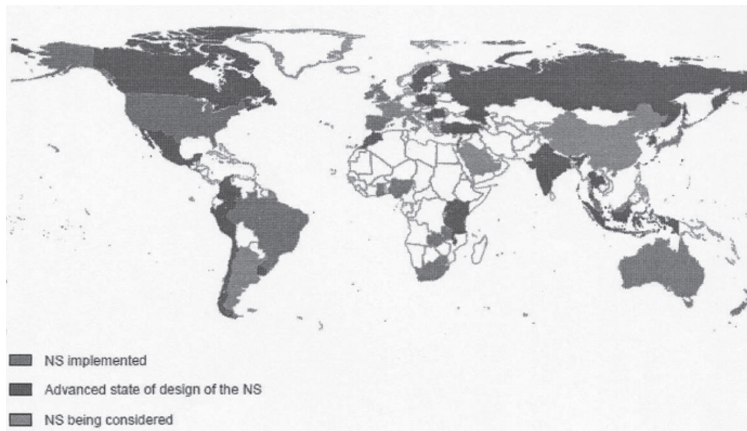 NS implemented
Advanced state of design of the NS
NS being considered